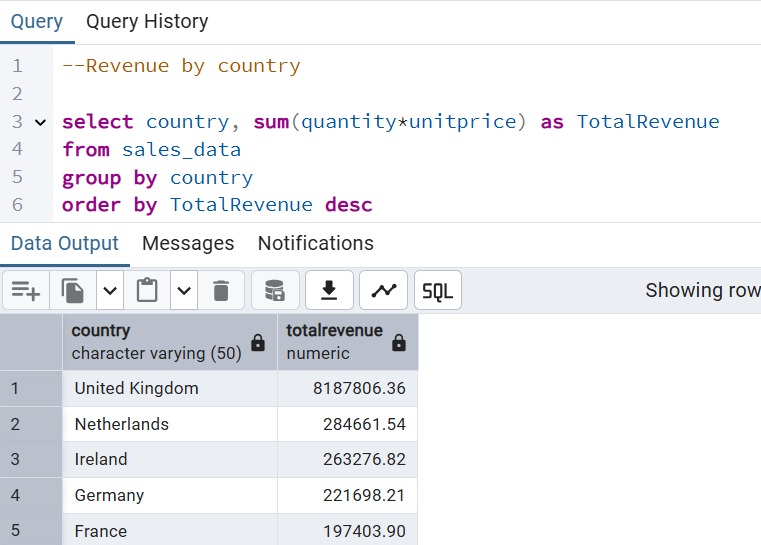 Query Query History
1 --Revenue by country
2
3 select country, sum(quantity*unitprice) as TotalRevenue
4 from sales_data
5 group by country
6 order by TotalRevenue desc
Data Output Messages Notifications
SQL Showing row
country totalrevenue
character varying (50) numeric
1 United Kingdom 8187806.36
2 Netherlands 284661.54
3 Ireland 263276.82
4 Germany 221698.21
5 France 197403.90